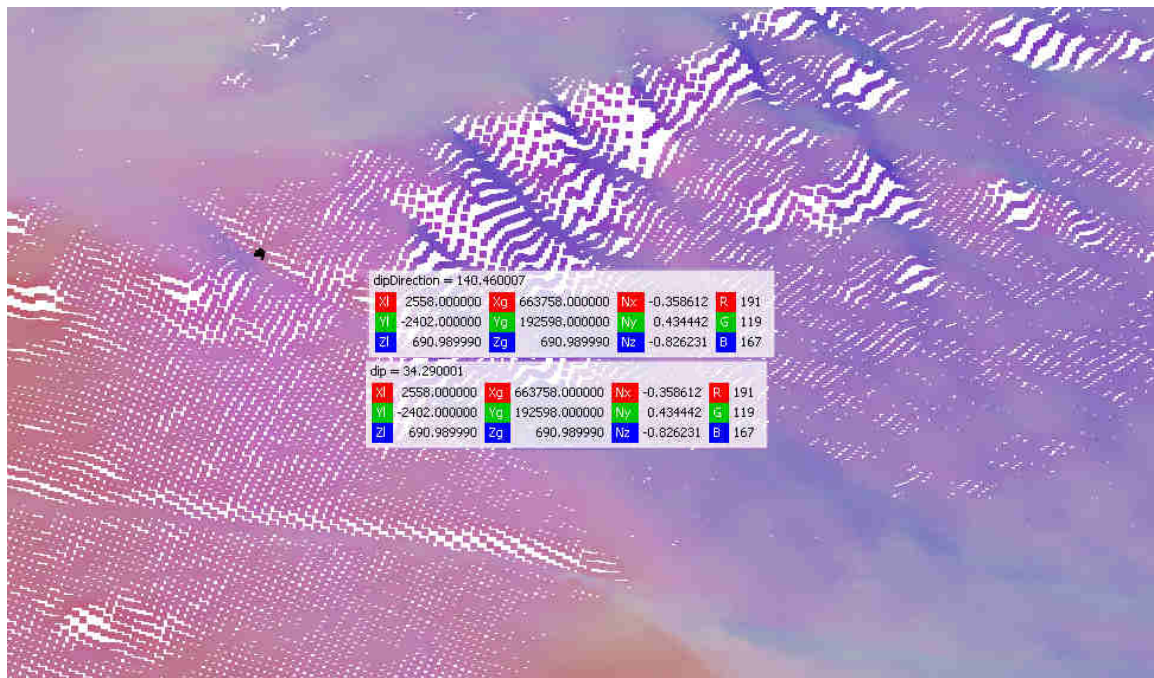 dipDirection = 140.460007
Xl 2558.000000 Xg 663758.000000 Nx -0.358612 R 191
Yl -2402.000000 Yg 192598.000000 Ny 0.434442 G 119
Zl 690.989990 Zg 690.989990 Nz -0.826231 B 167
dip = 34.290001
Xl 2558.000000 Xg 663758.000000 Nx -0.358612 R 191
Yl -2402.000000 Yg 192598.000000 Ny 0.434442 G 119
Zl 690.989990 Zg 690.989990 Nz -0.826231 B 167